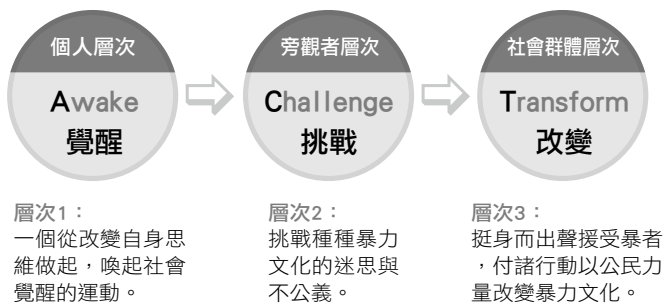 個人層次
Awake
覺醒
旁觀者層次
Challenge
挑戰
社會群體層次
Transform
改變
層次1：
一個從改變自身思
維做起，喚起社會
覺醒的運動。
層次2：
挑戰種種暴力
文化的迷思與
不公義。
層次3：
挺身而出聲援受暴者
，付諸行動以公民力
量改變暴力文化。